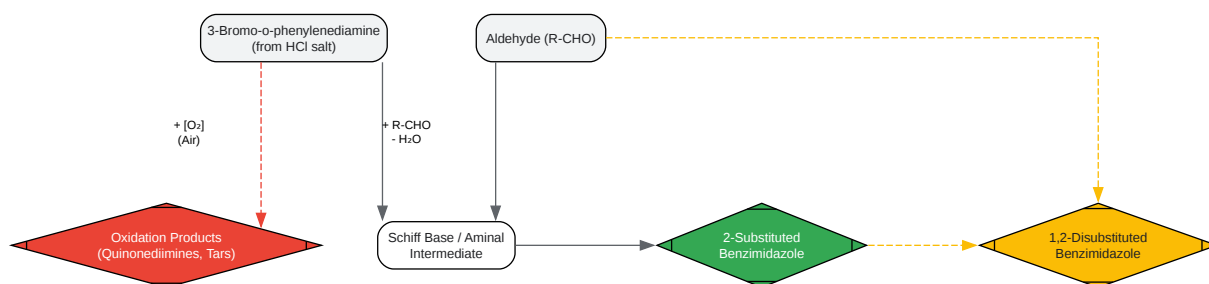 3-Bromo-o-phenylenediamine
(from HCl salt)
Aldehyde (R-CHO)
+ [O₂]
(Air)
+ R-CHO
- H₂O
Oxidation Products
(Quinonediimines, Tars)
Schiff Base / Aminal
Intermediate
2-Substituted
Benzimidazole
1,2-Disubstituted
Benzimidazole